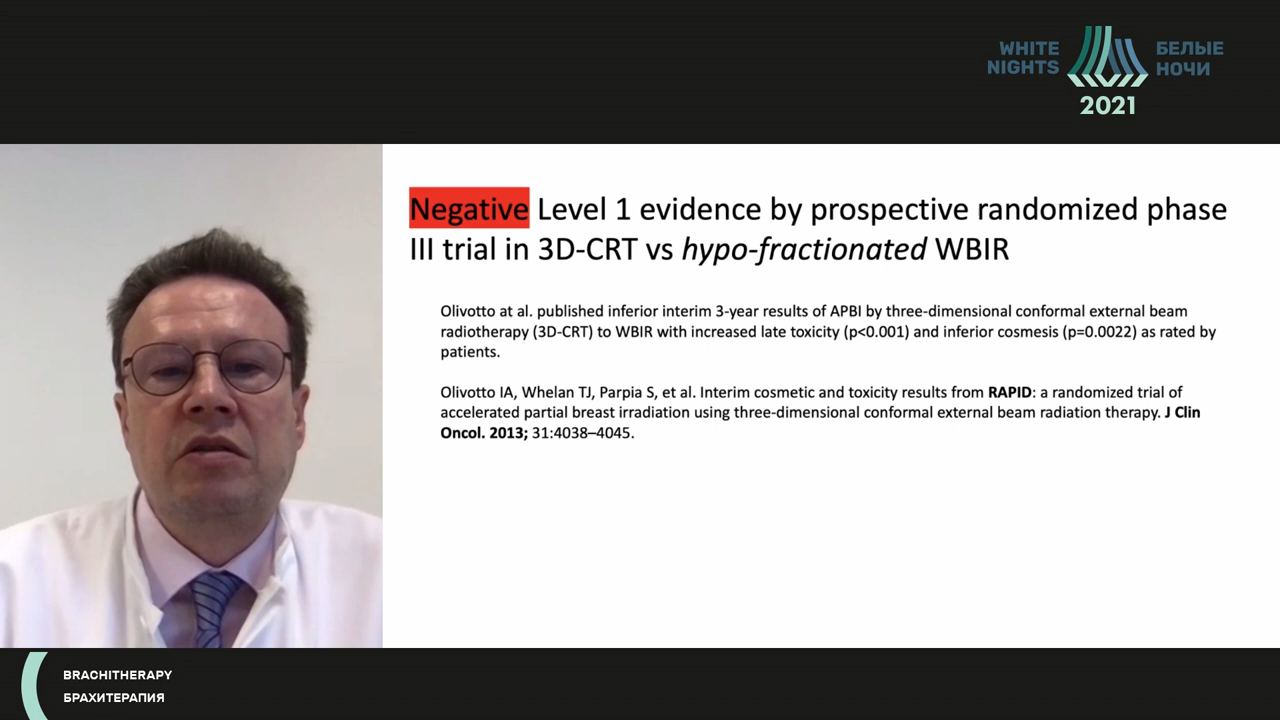 WHITE
NIGHTS
БЕЛЫЕ
НОЧИ
2021
Negative Level 1 evidence by prospective randomized phase
III trial in 3D-CRT vs hypo-fractionated WBIR
Olivotto at al. published inferior interim 3-year results of APBI by three-dimensional conformal external beam
radiotherapy (3D-CRT) to WBIR with increased late toxicity (p<0.001) and inferior cosmesis (p=0.0022) as rated by
patients.
Olivotto IA, Whelan TJ, Parpia S, et al. Interim cosmetic and toxicity results from RAPID: a randomized trial of
accelerated partial breast irradiation using three-dimensional conformal external beam radiation therapy. J Clin
Oncol. 2013; 31:4038–4045.
BRACHITHERAPY
БРАХИТЕРАПИЯ